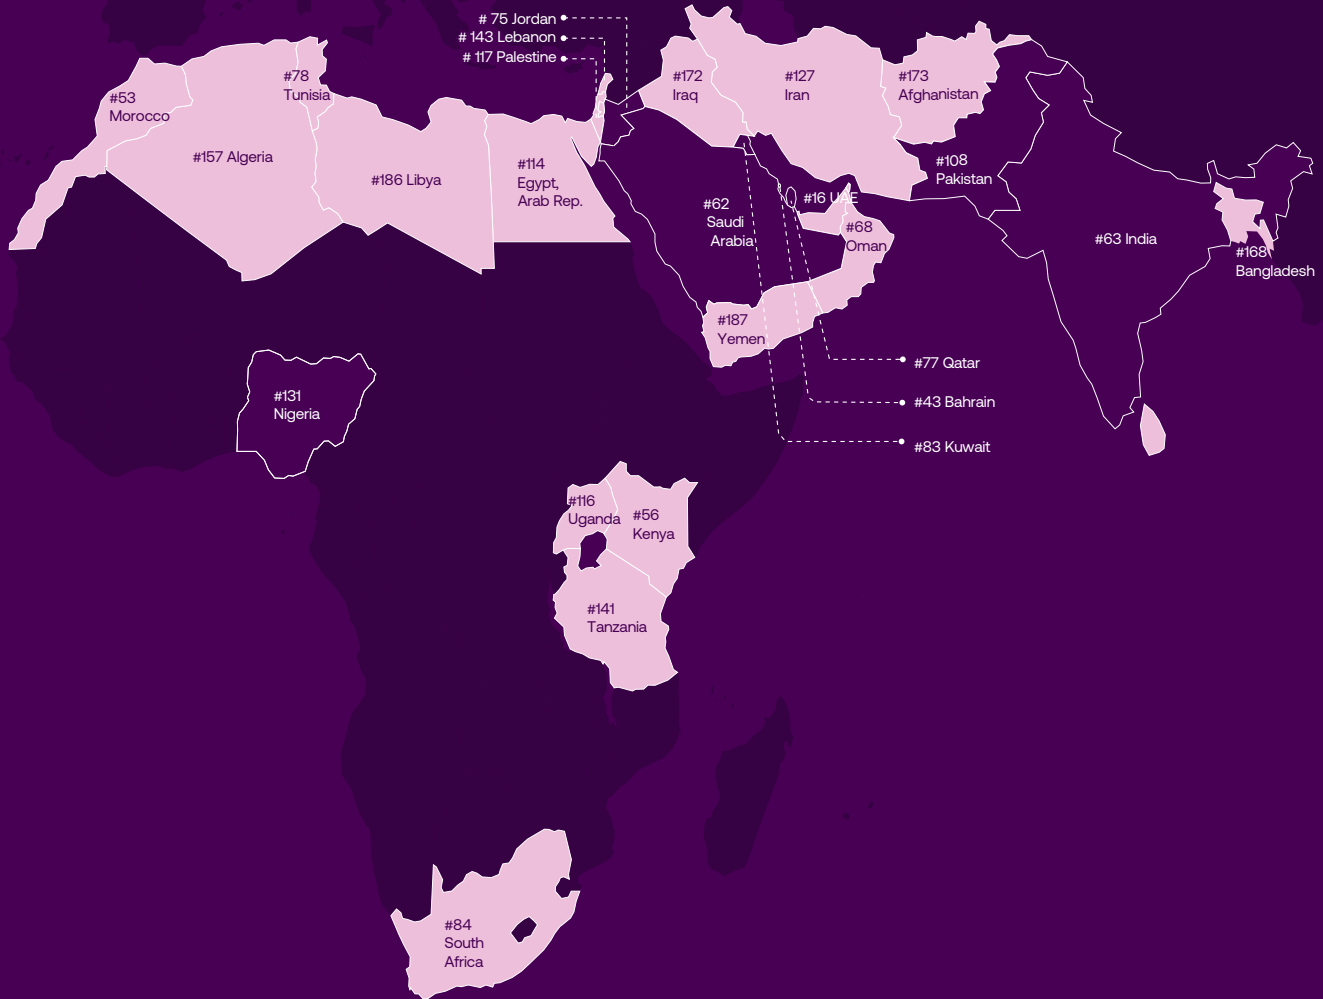 # 75 Jordan
# 143 Lebanon
# 117 Palestine
#53
Morocco
#78
Tunisia
#157 Algeria
#186 Libya
#114
Egypt,
Arab Rep.
#172
Iraq
#127
Iran
#173
Afghanistan
#108
Pakistan
#62
Saudi
Arabia
#16 UAE
#68
Oman
#63 India
#168
Bangladesh
#187
Yemen
#77 Qatar
#43 Bahrain
#83 Kuwait
#131
Nigeria
#116
Uganda
#56
Kenya
#141
Tanzania
#84
South
Africa